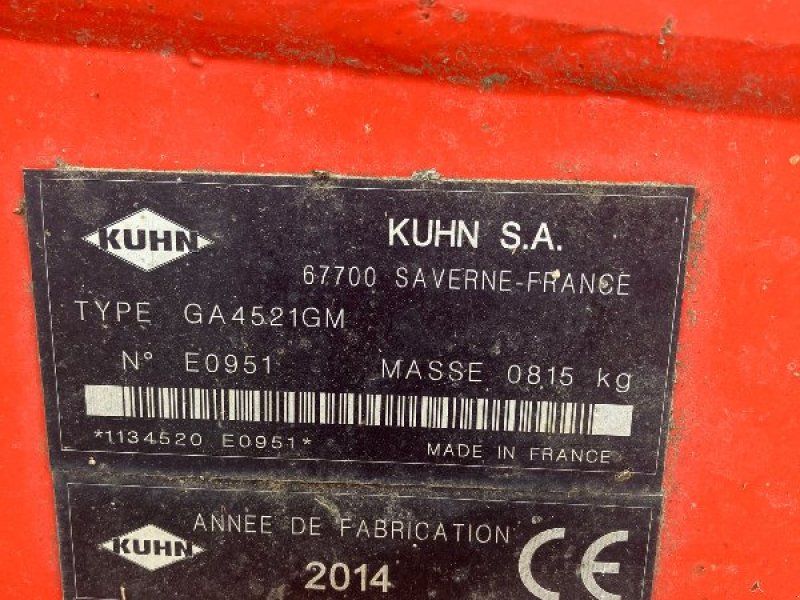 KUHN
KUHN S.A.
67700 SAVERNE-FRANCE
TYPE GA4521GM
N° E0951 MASSE 0815 kg
*1134520 E0951*
MADE IN FRANCE
KUHN
ANNEE DE FABRICATION
2014
CE